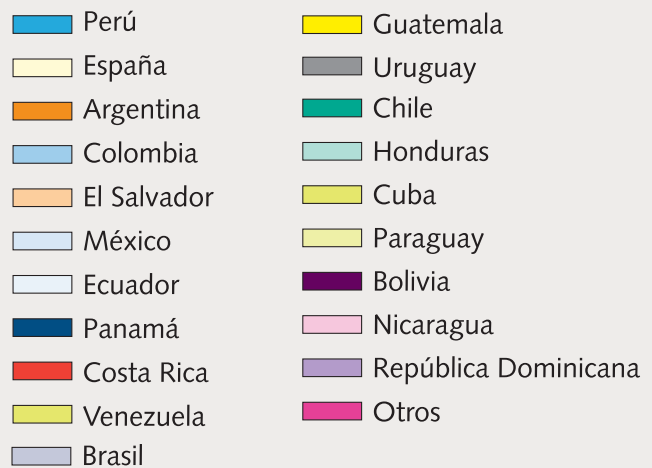 Perú
España
Argentina
Colombia
El Salvador
México
Ecuador
Panamá
Costa Rica
Venezuela
Brasil
Guatemala
Uruguay
Chile
Honduras
Cuba
Paraguay
Bolivia
Nicaragua
República Dominicana
Otros